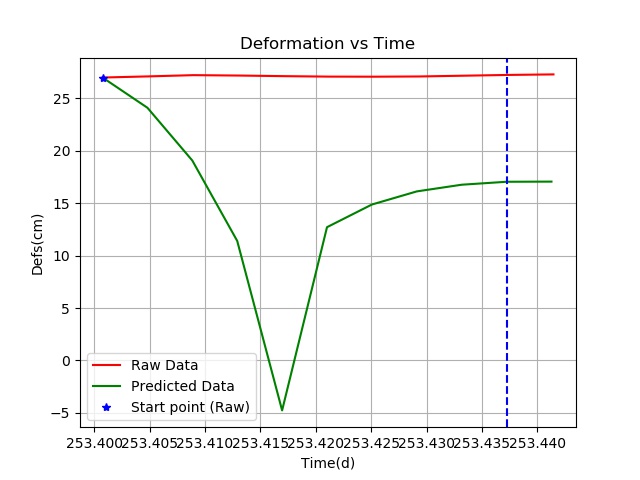 Deformation vs Time
Defs(cm)
25
20
15
10
5
0
−5
Raw Data
Predicted Data
Start point (Raw)
253.400 253.405 253.410 253.415 253.420 253.425 253.430 253.435 253.440
Time(d)